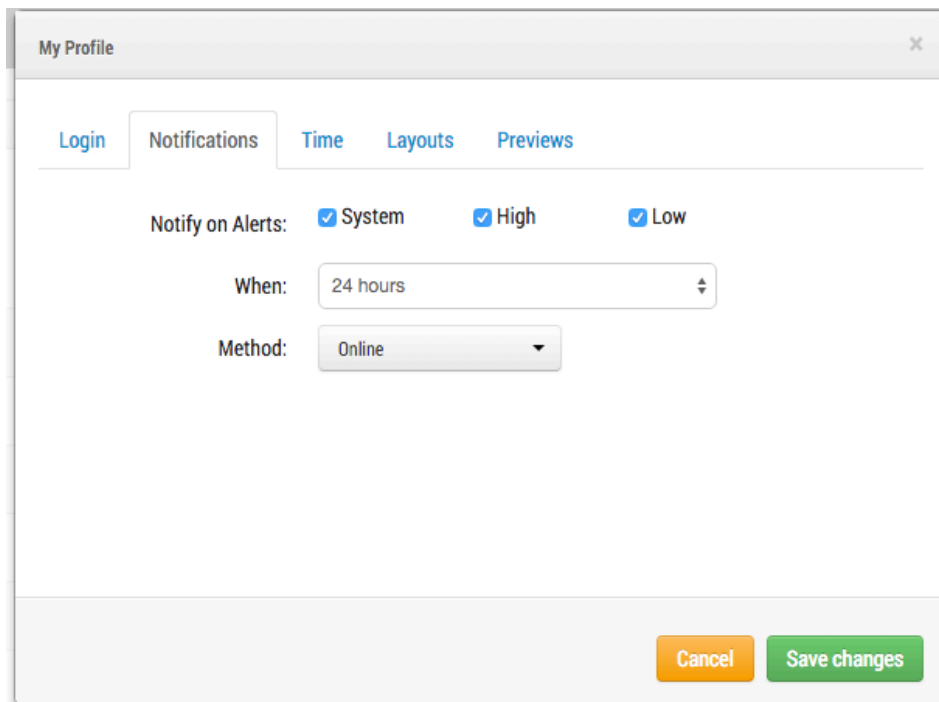 My Profile ×
Login Notifications Time Layouts Previews
Notify on Alerts: System High Low
When: 24 hours
Method: Online
Cancel Save changes